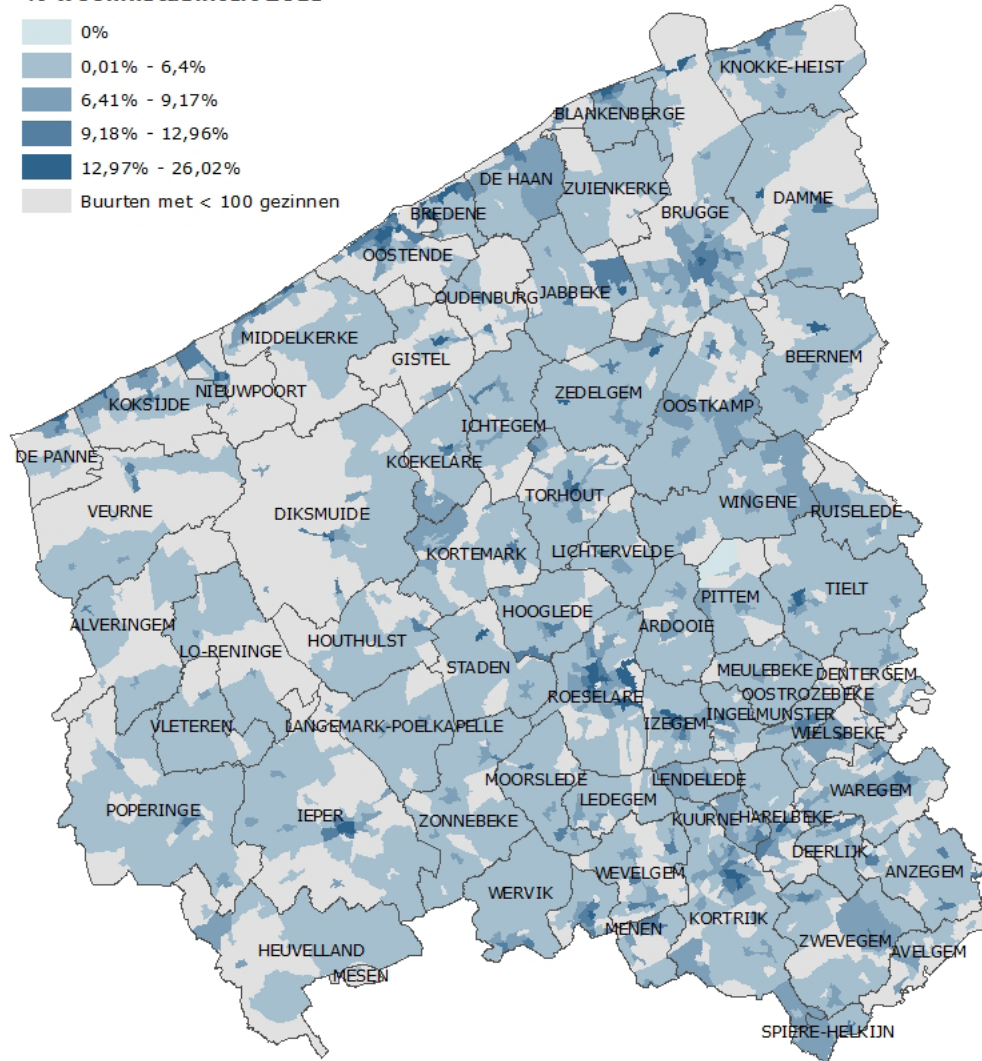 0%
0,01% - 6,4%
6,41% - 9,17%
9,18% - 12,96%
12,97% - 26,02%
Buurten met < 100 gezinnen
KNOKKE-HEIST
BLANKENBERGE
DE HAAN
ZUIENKERKE
DAMME
BREDENE
BRUGGE
OOSTENDE
OUDENBURG
JABBEKE
MIDDELKERKE
GISTEL
BEERNEM
NIEUWPOORT
KOKSIJDE
ZEDELGEM
OOSTKAMP
ICHTEGEM
DE PANNE
KOEKELARE
TORHOUT
WINGENE
VEURNE
DIKSMUIDE
RUISELEDE
KORTEMARK
LICHTERVELDE
TIELT
PITTEM
HOOGLEDE
ALVERINGEM
ARDOOIE
HOUTHULST
LO-RENINGE
STADEN
MEULEBEKE
DENTERGEM
ROESELARE
OOSTROZEBEKE
INGELMUNSTER
VLETEREN
LANGEMARK-POELKAPELLE
IZEGEM
WIELSBEKE
MOORSLEDE
LENDELEDE
WAREGEM
LEDEGEM
POPERINGE
IEPER
ZONNEBEKE
KUURNE
HARELBEKE
DEERLIJK
WEVELGEM
ANZEGEM
WERVIK
KORTRIJK
MENEN
ZWEVEGEM
HEUVELLAND
AVELGEM
MESEN
SPIERE-HELKIJN